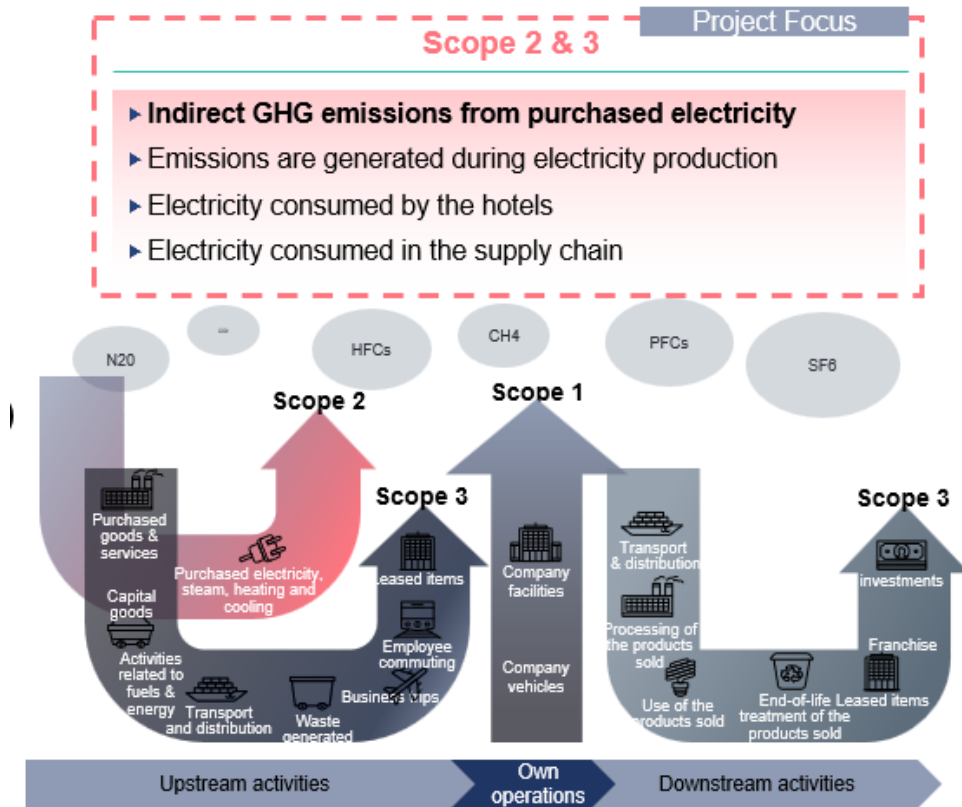 Project Focus
Scope 2 & 3
Indirect GHG emissions from purchased electricity
Emissions are generated during electricity production
Electricity consumed by the hotels
Electricity consumed in the supply chain
N20
HFCs
CH4
PFCs
SF6
Scope 2
Scope 1
Scope 3
Scope 3
Purchased
goods &
services
Capital
goods
Activities
related to
fuels &
energy
Purchased electricity,
steam, heating and
cooling
Transport
and distribution
Waste
generated
Business trips
Employee
commuting
Leased items
Company
facilities
Company
vehicles
Transport
& distribution
Processing of
the products
sold
Use of the
products sold
End-of-life
treatment of the
products sold
Leased items
Franchise
investments
Upstream activities
Own
operations
Downstream activities